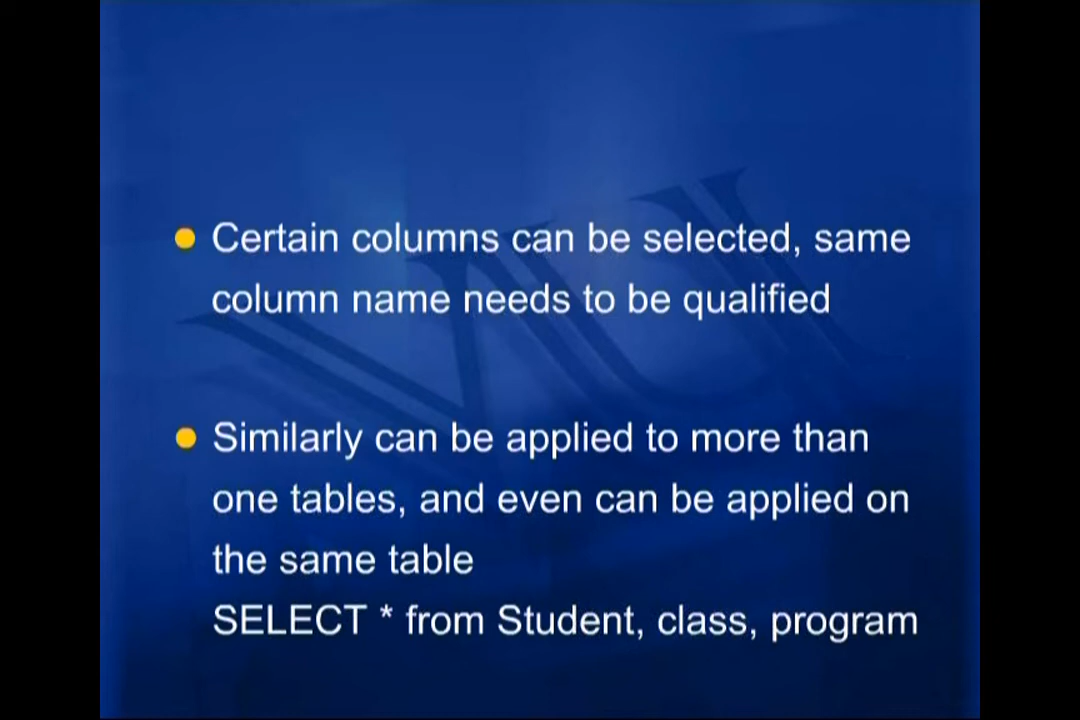 Certain columns can be selected, same
column name needs to be qualified
Similarly can be applied to more than
one tables, and even can be applied on
the same table
SELECT * from Student, class, program
VU